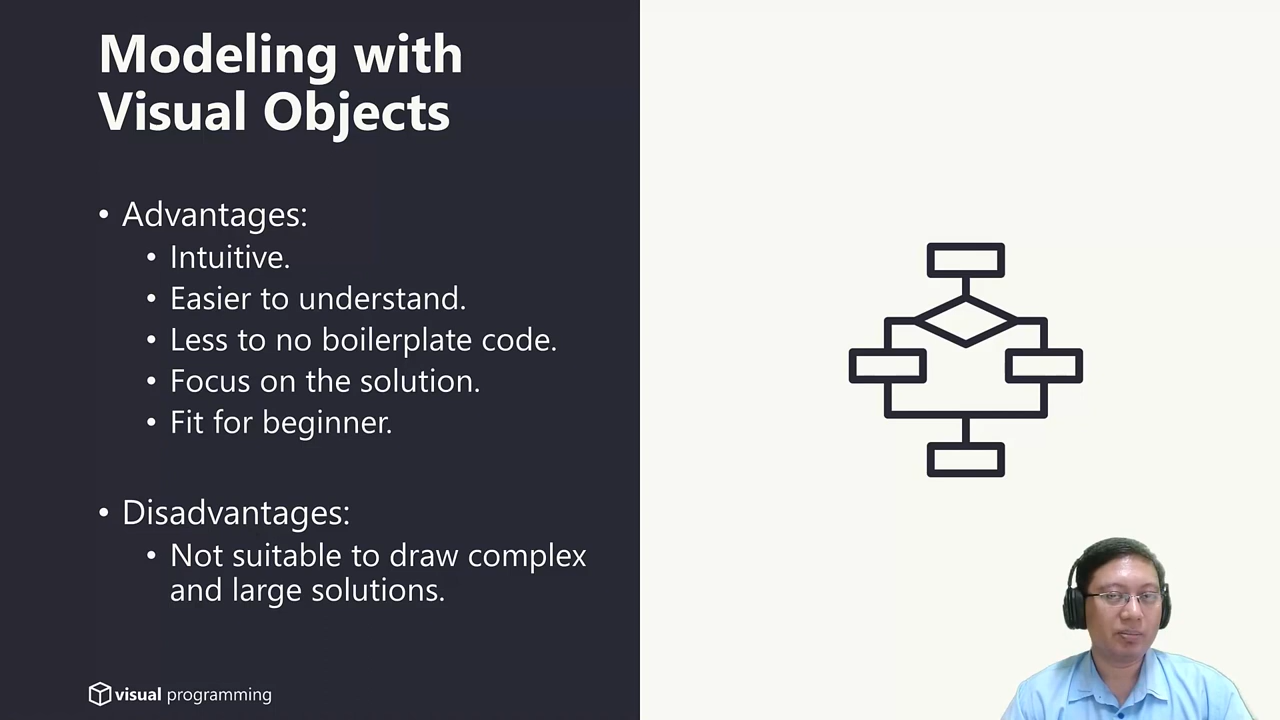 Modeling with
Visual Objects
• Advantages:
• Intuitive.
• Easier to understand.
• Less to no boilerplate code.
• Focus on the solution.
• Fit for beginner.
• Disadvantages:
• Not suitable to draw complex
and large solutions.
visual programming